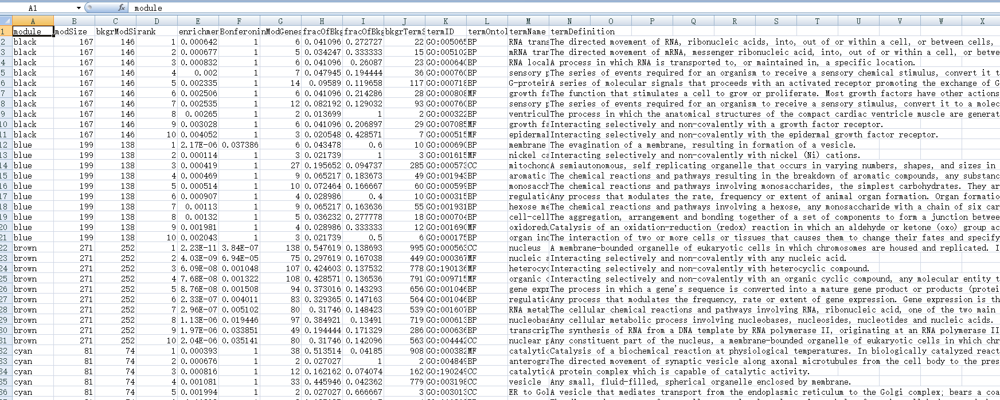 A1 fx module
A B C D E F G H I J K L M N O P Q R S T U V W X
1 module modSize bkgrModSi rank enrichmer Bonferoni nModGenes fracOfBkg fracOfBkg bkgrTermS termID termOntol termName termDefinition
2 black 167 146 1 0.000642 1 6 0.041096 0.272727 22 GO:005065 BP RNA trans The directed movement of RNA, ribonucleic acids, into, out of or within a cell, or between cells,
3 black 167 146 2 0.000677 1 5 0.034247 0.333333 15 GO:005102 BP mRNA trar The directed movement of mRNA, messenger ribonucleic acid, into, out of or within a cell, or betwe
4 black 167 146 3 0.000832 1 6 0.041096 0.26087 23 GO:000640 BP RNA local A process in which RNA is transported to, or maintained in, a specific location.
5 black 167 146 4 0.002 1 7 0.047945 0.194444 36 GO:000760 BP sensory p The series of events required for an organism to receive a sensory chemical stimulus, convert it t
6 black 167 146 5 0.002335 1 14 0.09589 0.119658 117 GO:000718 BP G-protein A series of molecular signals that proceeds with an activated receptor promoting the exchange of G
7 black 167 146 6 0.002506 1 6 0.041096 0.214286 28 GO:000808 MF growth fa The function that stimulates a cell to grow or proliferate. Most growth factors have other actions
8 black 167 146 7 0.002535 1 12 0.082192 0.129032 93 GO:000760 BP sensory p The series of events required for an organism to receive a sensory stimulus, convert it to a molec
9 black 167 146 8 0.00265 1 2 0.013699 1 2 GO:000322 BP ventricul The process in which the anatomical structures of the compact cardiac ventricle muscle are generat
10 black 167 146 9 0.003028 1 6 0.041096 0.206897 29 GO:007085 MF growth fa Interacting selectively and non-covalently with a growth factor receptor.
11 black 167 146 10 0.004052 1 3 0.020548 0.428571 7 GO:000515 MF epidermal Interacting selectively and non-covalently with the epidermal growth factor receptor.
12 blue 199 138 1 2.17E-06 0.037386 6 0.043478 0.6 10 GO:000690 BP membrane The evagination of a membrane, resulting in formation of a vesicle.
13 blue 199 138 2 0.000114 1 3 0.021739 1 3 GO:001615 MF nickel ca Interacting selectively and non-covalently with nickel (Ni) cations.
14 blue 199 138 3 0.000419 1 27 0.195652 0.094737 285 GO:000573 CC mitochond A semiautonomous, self replicating organelle that occurs in varying numbers, shapes, and sizes in
15 blue 199 138 4 0.000469 1 9 0.065217 0.183673 49 GO:001943 BP aromatic The chemical reactions and pathways resulting in the breakdown of aromatic compounds, any substanc
16 blue 199 138 5 0.000514 1 10 0.072464 0.166667 60 GO:000599 BP monosacch The chemical reactions and pathways involving monosaccharides, the simplest carbohydrates. They ar
17 blue 199 138 6 0.000907 1 4 0.028986 0.4 10 GO:000315 BP regulatic Any process that modulates the rate, frequency or extent of animal organ formation. Organ formatio
18 blue 199 138 7 0.00113 1 9 0.065217 0.163636 55 GO:001931 BP hexose me The chemical reactions and pathways involving a hexose, any monosaccharide with a chain of six car
19 blue 199 138 8 0.00132 1 5 0.036232 0.277778 18 GO:000704 BP cell-cell The aggregation, arrangement and bonding together of a set of components to form a junction betwee
20 blue 199 138 9 0.001981 1 4 0.028986 0.333333 12 GO:001690 MF oxidoredu Catalysis of an oxidation-reduction (redox) reaction in which an aldehyde or ketone (oxo) group ac
21 blue 199 138 10 0.002043 1 3 0.021739 0.5 6 GO:000175 BP organ inc The interaction of two or more cells or tissues that causes them to change their fates and specify
22 brown 271 252 1 2.23E-11 3.84E-07 138 0.547619 0.138693 995 GO:000563 CC nucleus A membrane-bounded organelle of eukaryotic cells in which chromosomes are housed and replicated. I
23 brown 271 252 2 4.03E-09 6.94E-05 75 0.297619 0.167038 449 GO:000367 MF nucleic a Interacting selectively and non-covalently with any nucleic acid.
24 brown 271 252 3 6.09E-08 0.001048 107 0.424603 0.137532 778 GO:190136 MF heterocyc Interacting selectively and non-covalently with heterocyclic compound.
25 brown 271 252 4 7.68E-08 0.001322 108 0.428571 0.136536 791 GO:009715 MF organic c Interacting selectively and non-covalently with an organic cyclic compound, any molecular entity t
26 brown 271 252 5 8.76E-08 0.001508 94 0.373016 0.143293 656 GO:001046 BP gene expr The process in which a gene's sequence is converted into a mature gene product or products (protei
27 brown 271 252 6 2.33E-07 0.004011 83 0.329365 0.147163 564 GO:001046 BP regulatic Any process that modulates the frequency, rate or extent of gene expression. Gene expression is th
28 brown 271 252 7 2.96E-07 0.005102 80 0.31746 0.148423 539 GO:001607 BP RNA metab The cellular chemical reactions and pathways involving RNA, ribonucleic acid, one of the two main
29 brown 271 252 8 1.13E-06 0.019446 97 0.384921 0.13491 719 GO:000613 BP nucleobas Any cellular metabolic process involving nucleobases, nucleosides, nucleotides and nucleic acids.
30 brown 271 252 9 1.97E-06 0.033851 49 0.194444 0.171329 286 GO:000636 BP transcrip The synthesis of RNA from a DNA template by RNA polymerase II, originating at an RNA polymerase II
31 brown 271 252 10 2.04E-06 0.035141 80 0.31746 0.142096 563 GO:004442 CC nuclear p Any constituent part of the nucleus, a membrane-bounded organelle of eukaryotic cells in which chr
32 cyan 81 74 1 0.000393 1 38 0.513514 0.04185 908 GO:000382 MF catalytic Catalysis of a biochemical reaction at physiological temperatures. In biologically catalyzed react
33 cyan 81 74 2 0.000676 1 2 0.027027 1 2 GO:004849 BP anterogra The directed movement of synaptic vesicle along axonal microtubules from the cell body to the pres
34 cyan 81 74 3 0.000816 1 12 0.162162 0.074074 162 GO:190249 CC catalytic A protein complex which is capable of catalytic activity.
35 cyan 81 74 4 0.001081 1 33 0.445946 0.042362 779 GO:003198 CC vesicle Any small, fluid-filled, spherical organelle enclosed by membrane.
36 cyan 81 74 5 0.001994 1 2 0.027027 0.666667 3 GO:003013 CC ER to Gol A vesicle that mediates transport from the endoplasmic reticulum to the Golgi complex; bears a coa